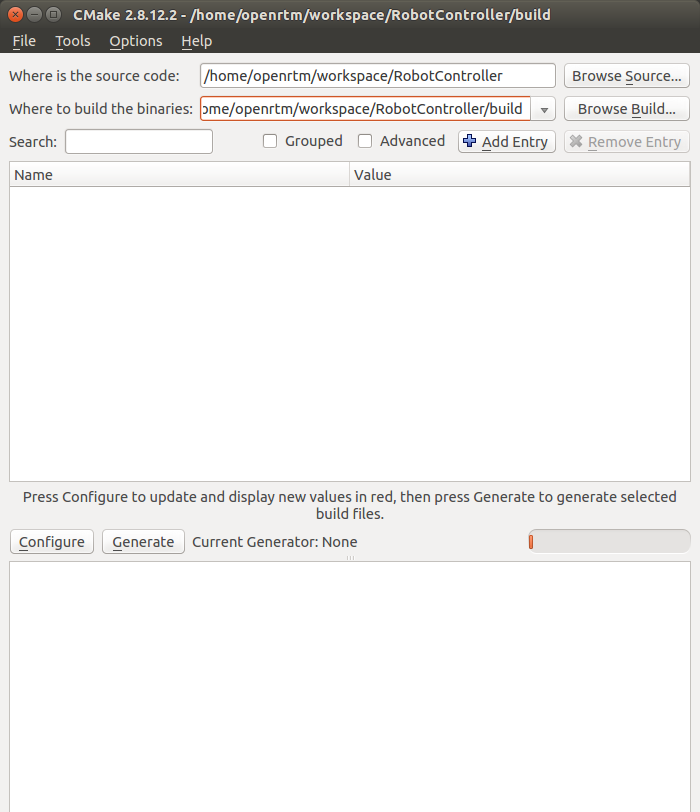 CMake 2.8.12.2 - /home/openrtm/workspace/RobotController/build
File Tools Options Help
Where is the source code: /home/openrtm/workspace/RobotController Browse Source...
Where to build the binaries: ome/openrtm/workspace/RobotController/build Browse Build...
Search: Grouped Advanced Add Entry Remove Entry
Name Value
Press Configure to update and display new values in red, then press Generate to generate selected
build files.
Configure Generate Current Generator: None